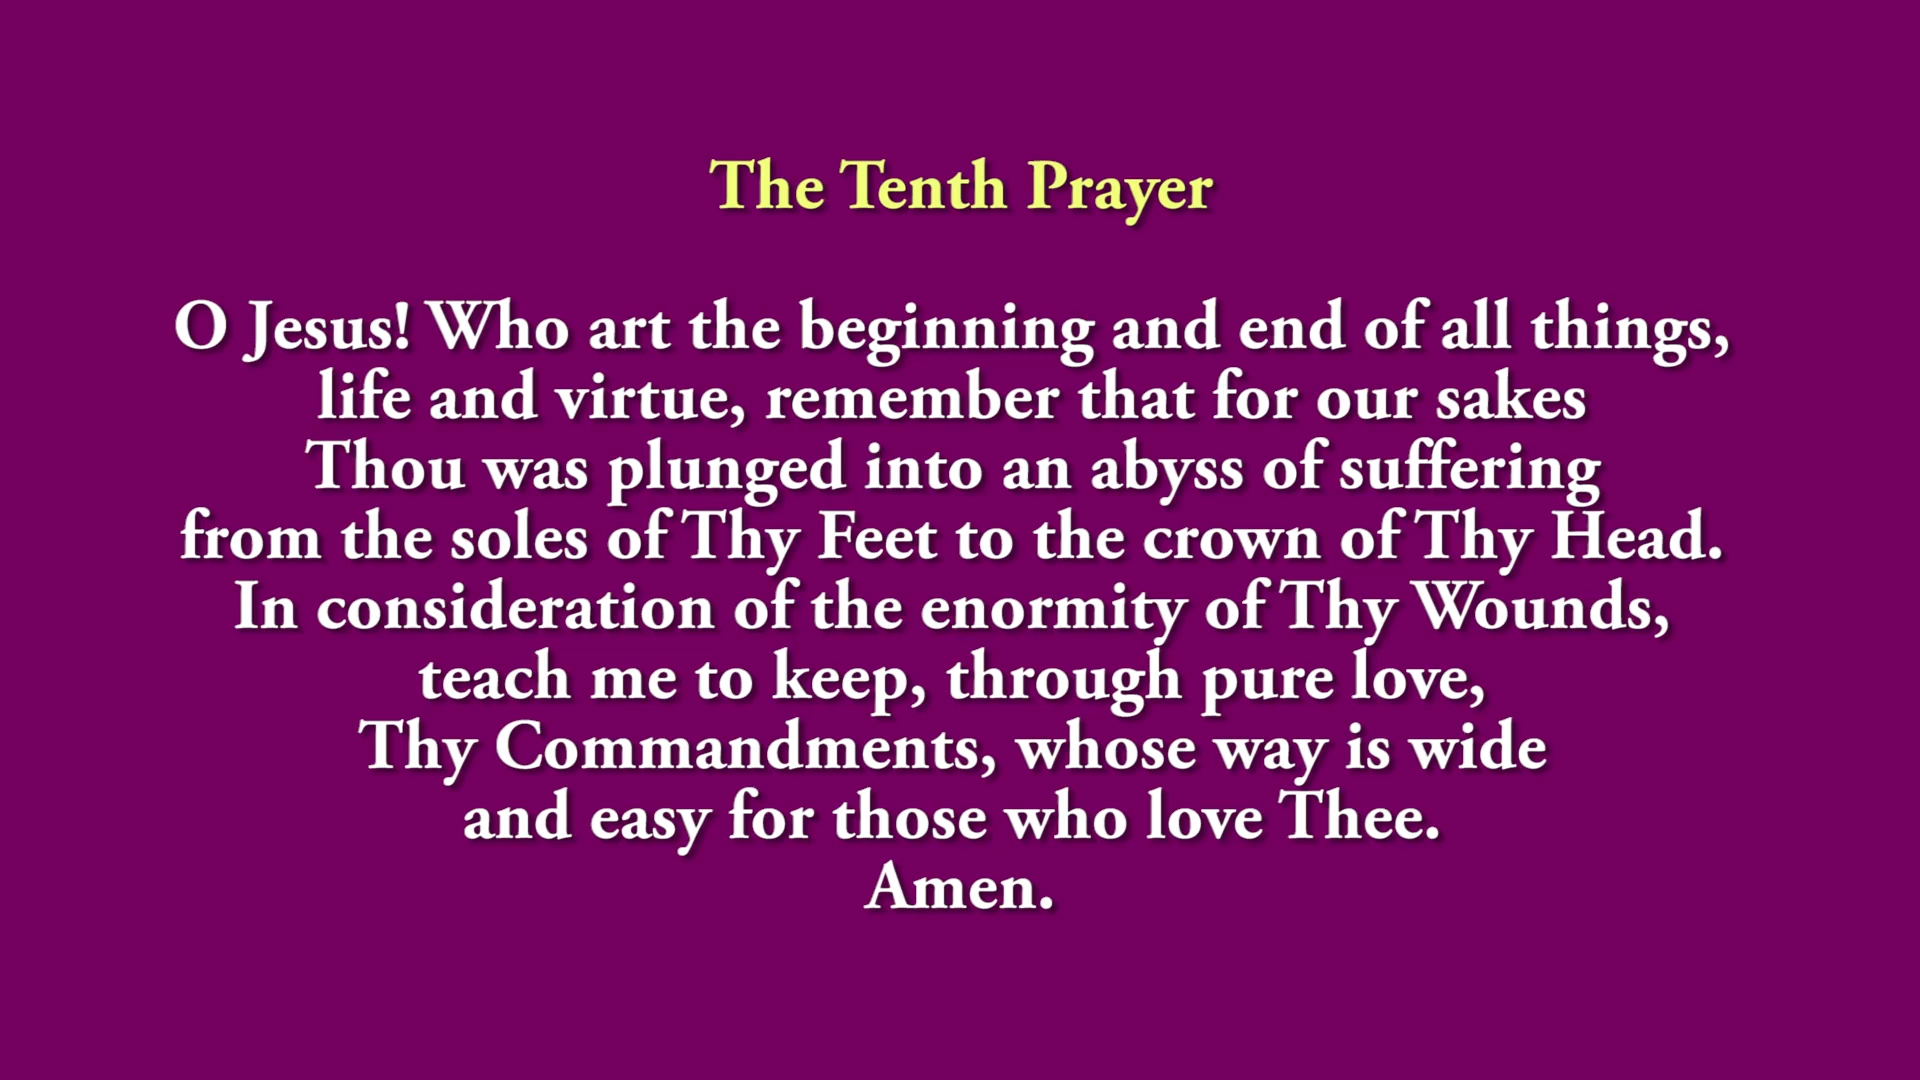 The Tenth Prayer
O Jesus! Who art the beginning and end of all things,
life and virtue, remember that for our sakes
Thou was plunged into an abyss of suffering
from the soles of Thy Feet to the crown of Thy Head.
In consideration of the enormity of Thy Wounds,
teach me to keep, through pure love,
Thy Commandments, whose way is wide
and easy for those who love Thee.
Amen.